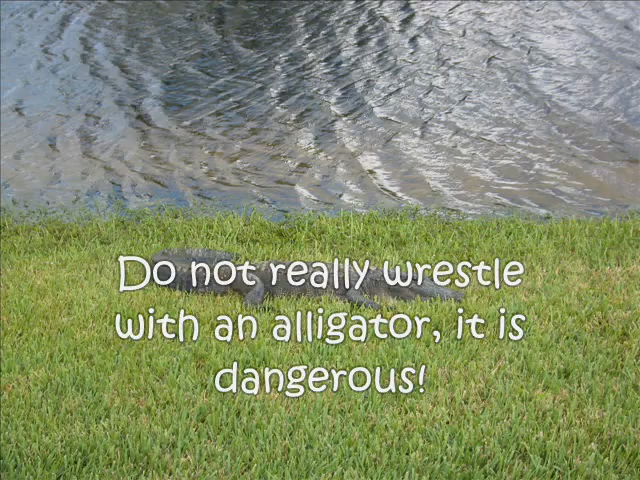 Do not really wrestle
with an alligator, it is
dangerous!